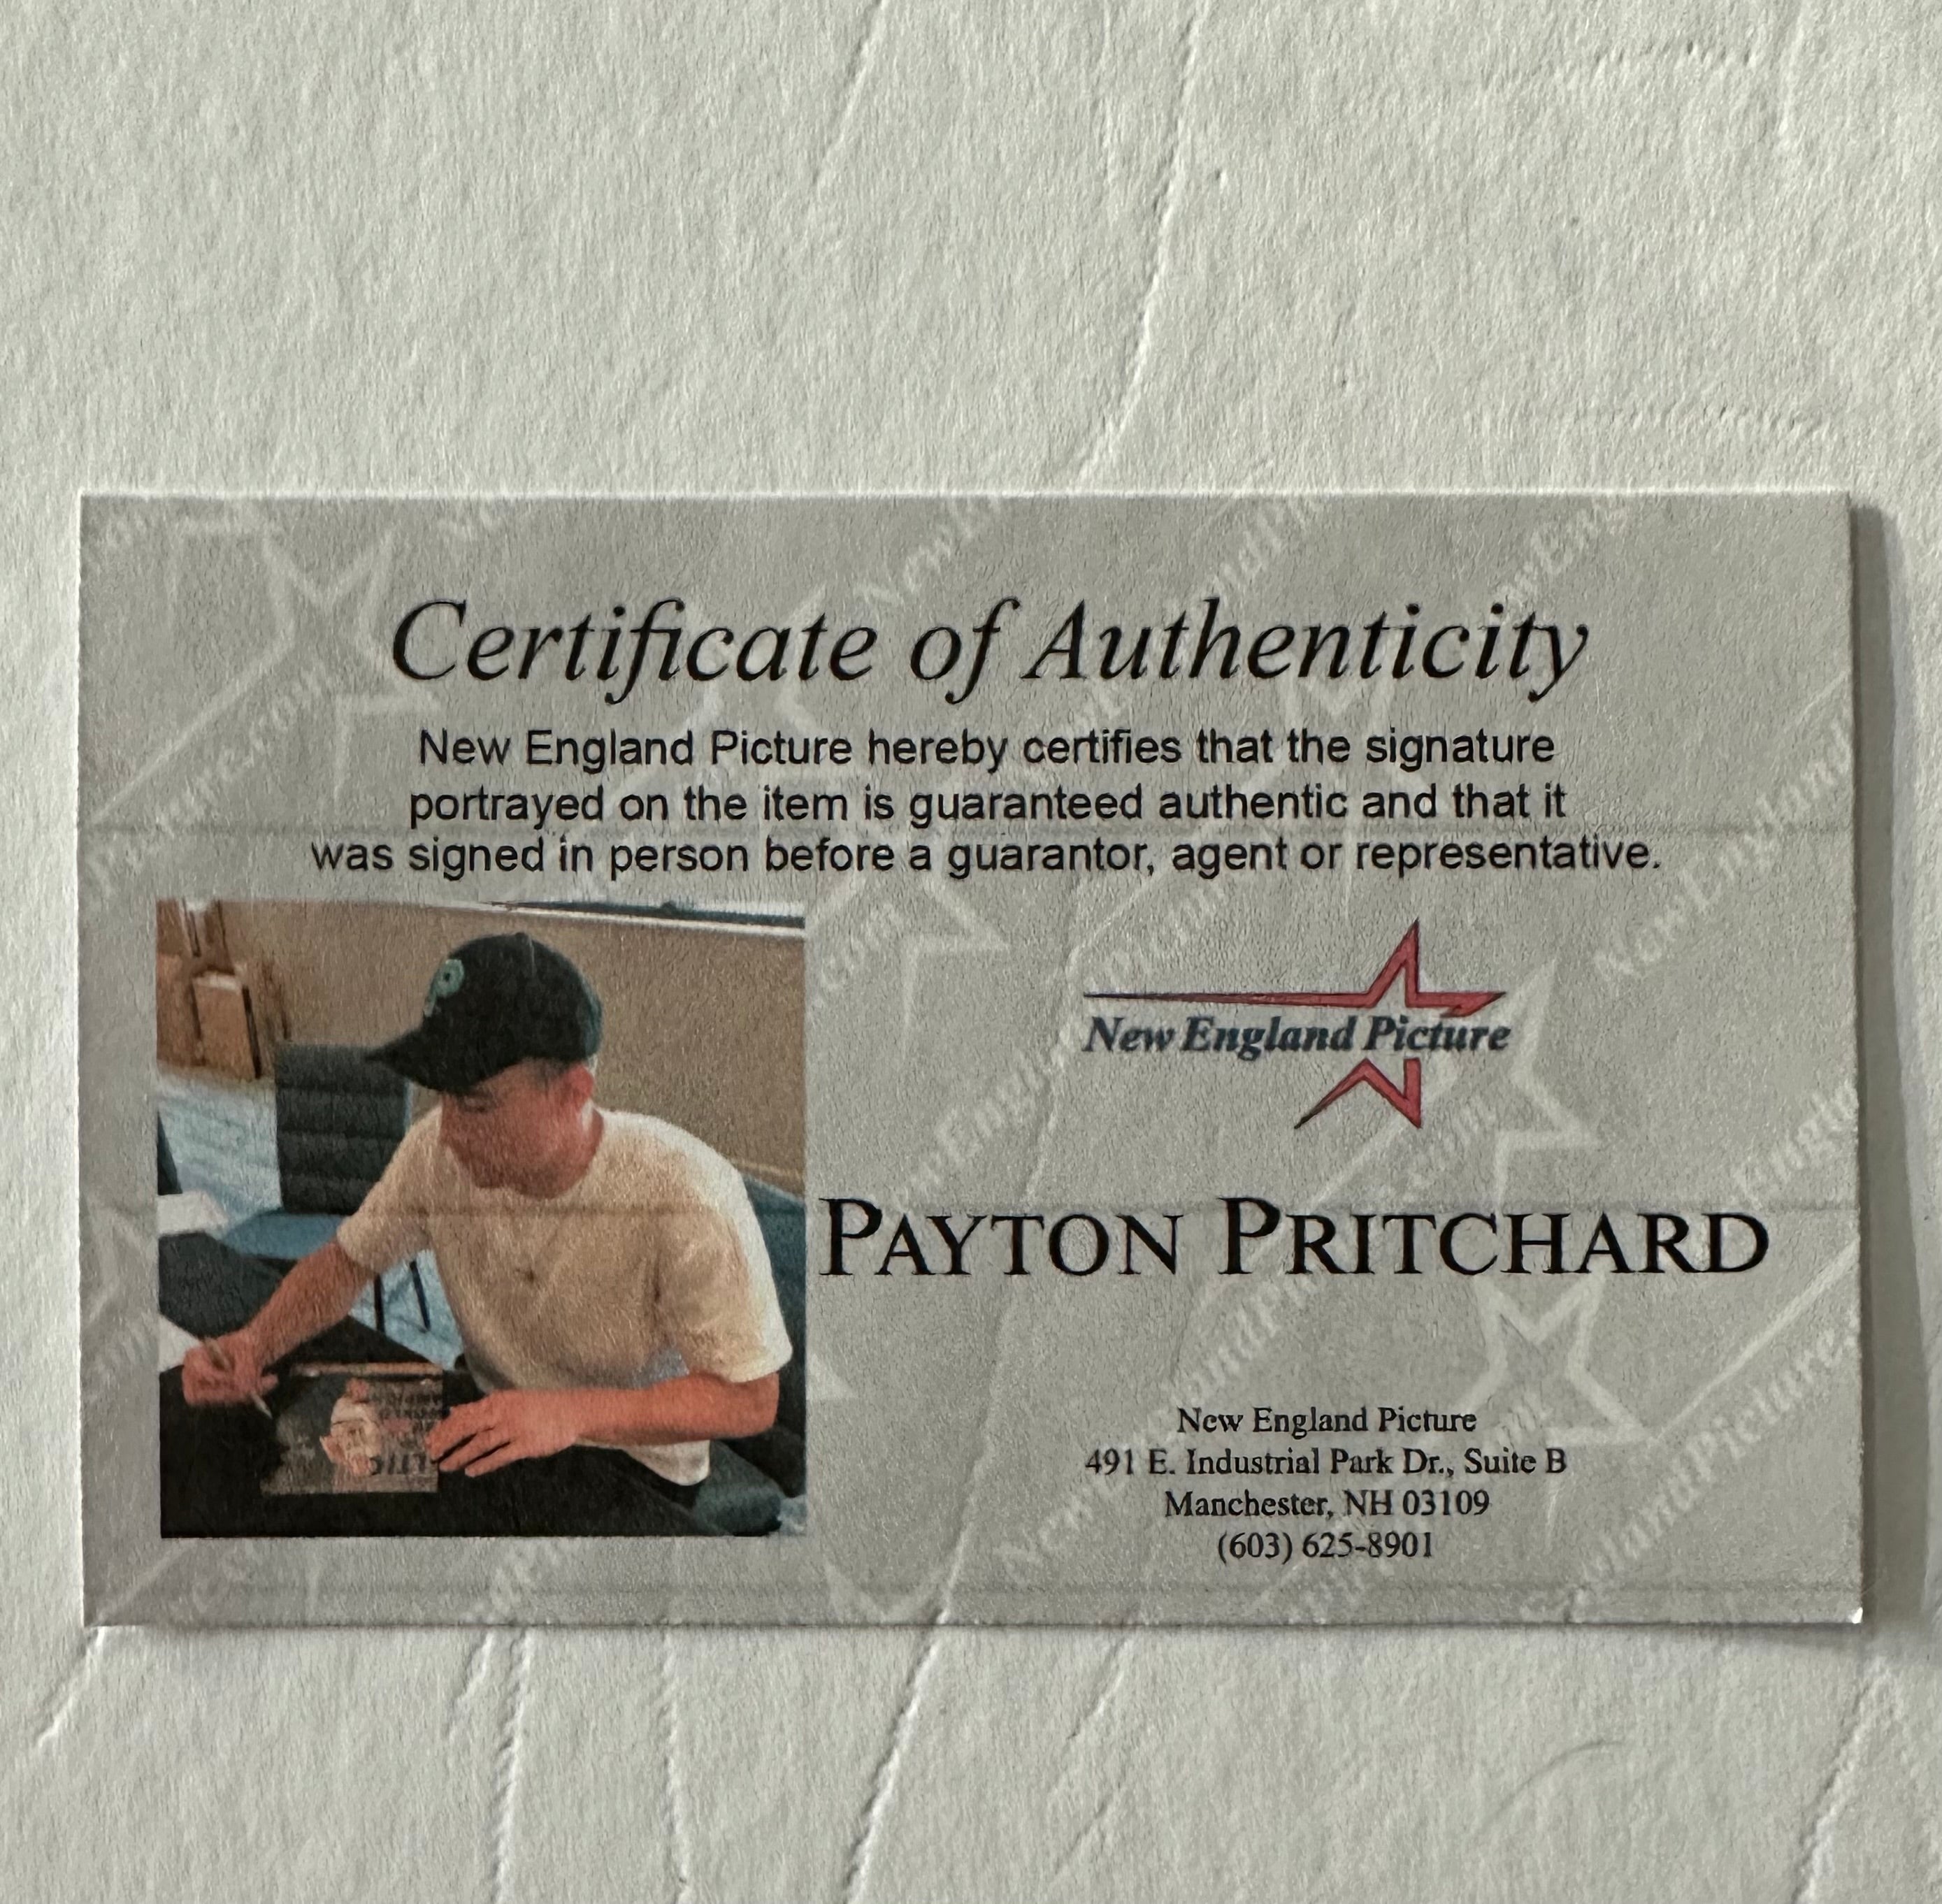 Certificate of Authenticity
New England Picture hereby certifies that the signature
portrayed on the item is guaranteed authentic and that it
was signed in person before a guarantor, agent or representative.
New England Picture
PAYTON PRITCHARD
New England Picture
491 E. Industrial Park Dr., Suite B
Manchester, NH 03109
(603) 625-8901